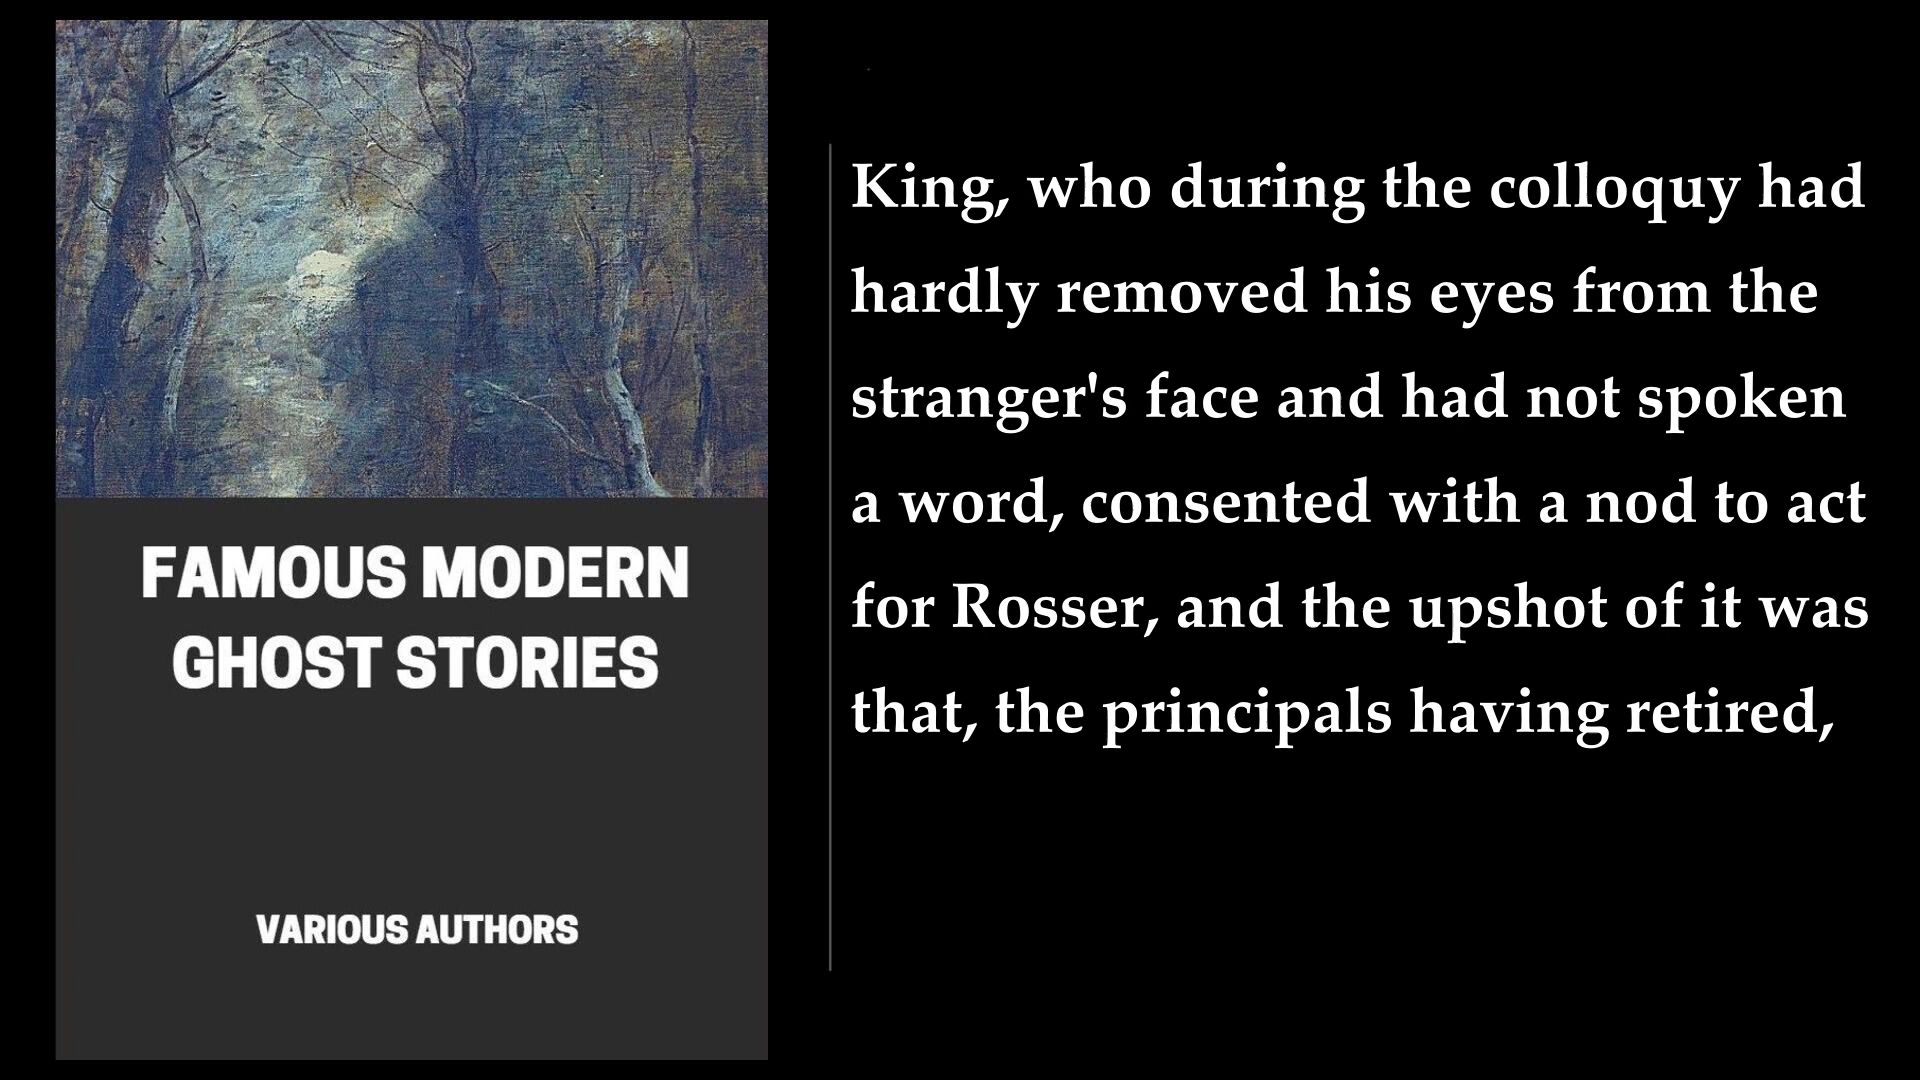 FAMOUS MODERN
GHOST STORIES
VARIOUS AUTHORS
King, who during the colloquy had
hardly removed his eyes from the
stranger's face and had not spoken
a word, consented with a nod to act
for Rosser, and the upshot of it was
that, the principals having retired,